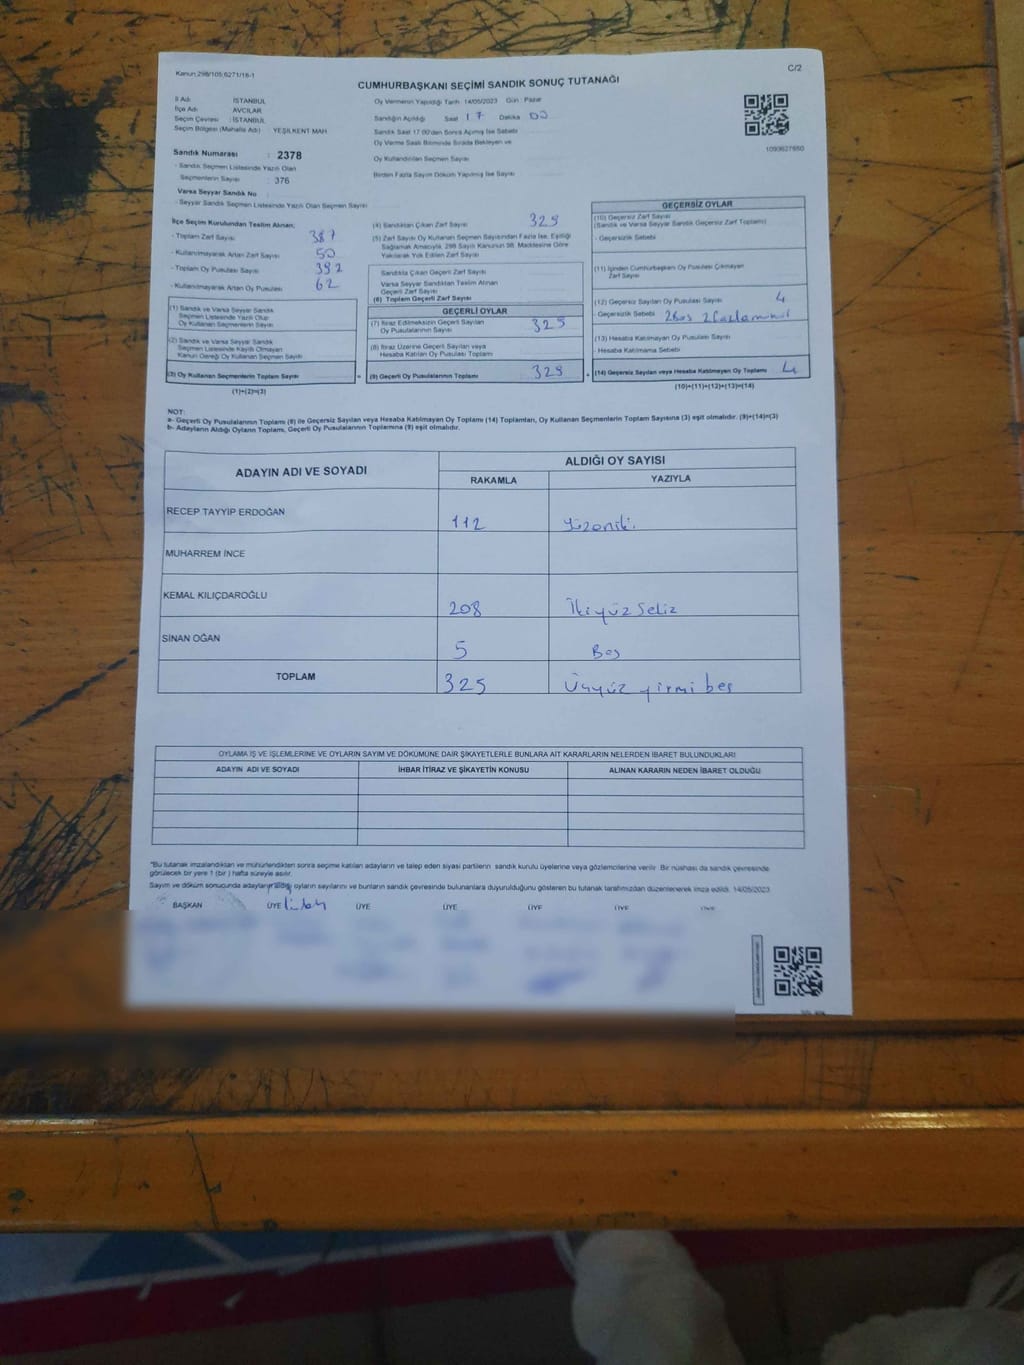 Kanun:298/105;6271/16-1
C/2
CUMHURBAŞKANI SEÇİMİ SANDIK SONUÇ TUTANAĞI
İl Adı : İSTANBUL
İlçe Adı : AVCILAR
Seçim Çevresi : İSTANBUL
Seçim Bölgesi (Mahalle Adı) : YEŞİLKENT MAH
Oy Vermenin Yapıldığı Tarih 14/05/2023 Gün : Pazar
Sandığın Açıldığı Saat 17 Dakika 00
Sandık Saat 17:00'den Sonra Açılmış İse Sebebi
Oy Verme Saati Bitiminde Sırada Bekleyen ve
Oy Kullandırılan Seçmen Sayısı
Birden Fazla Sayım Döküm Yapılmış İse Sayısı
1093627650
Sandık Numarası : 2378
- Sandık Seçmen Listesinde Yazılı Olan
Seçmenlerin Sayısı : 376
Varsa Seyyar Sandık No
- Seyyar Sandık Seçmen Listesinde Yazılı Olan Seçmen Sayısı
İlçe Seçim Kurulundan Teslim Alınan;
- Toplam Zarf Sayısı 387
- Kullanılmayarak Artan Zarf Sayısı 50
- Toplam Oy Pusulası Sayısı 392
- Kullanılmayarak Artan Oy Pusulası 62
(1) Sandık ve Varsa Seyyar Sandık
Seçmen Listesinde Yazılı Olup
Oy Kullanan Seçmenlerin Sayısı
(2) Sandık ve Varsa Seyyar Sandık
Seçmen Listesinde Kayıtlı Olmayan
Kanun Gereği Oy Kullanan Seçmen Sayısı
(3) Oy Kullanan Seçmenlerin Toplam Sayısı
(1)+(2)=(3)
(4) Sandıktan Çıkan Zarf Sayısı 329
(5) Zarf Sayısı Oy Kullanan Seçmen Sayısından Fazla İse, Eşitliği
Sağlamak Amacıyla, 298 Sayılı Kanunun 98. Maddesine Göre
Yakılarak Yok Edilen Zarf Sayısı
Sandıkta Çıkan Geçerli Zarf Sayısı
Varsa Seyyar Sandıktan Teslim Alınan
Geçerli Zarf Sayısı
(6) Toplam Geçerli Zarf Sayısı
GEÇERLİ OYLAR
(7) İtiraz Edilmeksizin Geçerli Sayılan
Oy Pusulalarının Sayısı 325
(8) İtiraz Üzerine Geçerli Sayılan veya
Hesaba Katılan Oy Pusulası Toplamı
(9) Geçerli Oy Pusulalarının Toplamı
GEÇERSİZ OYLAR
(10) Geçersiz Zarf Sayısı
(Sandık ve Varsa Seyyar Sandık Geçersiz Zarf Toplamı)
- Geçersizlik Sebebi
(11) İçinden Cumhurbaşkanı Oy Pusulası Çıkmayan
Zarf Sayısı
(12) Geçersiz Sayılan Oy Pusulası Sayısı 4
- Geçersizlik Sebebi : 2 Boş 2 Fazla
(13) Hesaba Katılmayan Oy Pusulası Sayısı
- Hesaba Katılmama Sebebi
(14) Geçersiz Sayılan veya Hesaba Katılmayan Oy Toplamı 4
(10)+(11)+(12)+(13)=(14)
NOT:
a- Geçerli Oy Pusulalarının Toplamı (9) ile Geçersiz Sayılan veya Hesaba Katılmayan Oy Toplamı (14) Toplamları, Oy Kullanan Seçmenlerin Toplam Sayısına (3) eşit olmalıdır. (9)+(14)=(3)
b- Adayların Aldığı Oyların Toplamı, Geçerli Oy Pusulalarının Toplamına (9) eşit olmalıdır.
ADAYIN ADI VE SOYADI
ALDIĞI OY SAYISI
RAKAMLA
YAZIYLA
RECEP TAYYİP ERDOĞAN 112 Yüzoniki
MUHARREM İNCE
KEMAL KILIÇDAROĞLU 208 İkiyüz Sekiz
SİNAN OĞAN 5 Beş
TOPLAM 325 Üçyüz yirmi beş
OYLAMA İŞ VE İŞLEMLERİNE VE OYLARIN SAYIM VE DÖKÜMÜNE DAİR ŞİKAYETLERLE BUNLARA AİT KARARLARIN NELERDEN İBARET BULUNDUKLARI
ADAYIN ADI VE SOYADI
İHBAR İTİRAZ VE ŞİKAYETİN KONUSU
ALINAN KARARIN NEDEN İBARET OLDUĞU
*Bu tutanak imzalandıktan ve mühürlendikten sonra seçime katılan adayların ve talep eden siyasi partilerin sandık kurulu üyelerine veya gözlemcilerine verilir. Bir nüshası da sandık çevresinde
görülecek bir yere 1 (bir) hafta süreyle asılır.
Sayım ve döküm sonucunda adayların aldığı oyların sayılarını ve bunların sandık çevresinde bulunanlara duyurulduğunu gösteren bu tutanak tarafımızdan düzenlenerek imza edildi. 14/05/2023
BAŞKAN ÜYE ÜYE ÜYE ÜYE ÜYE ÜYE